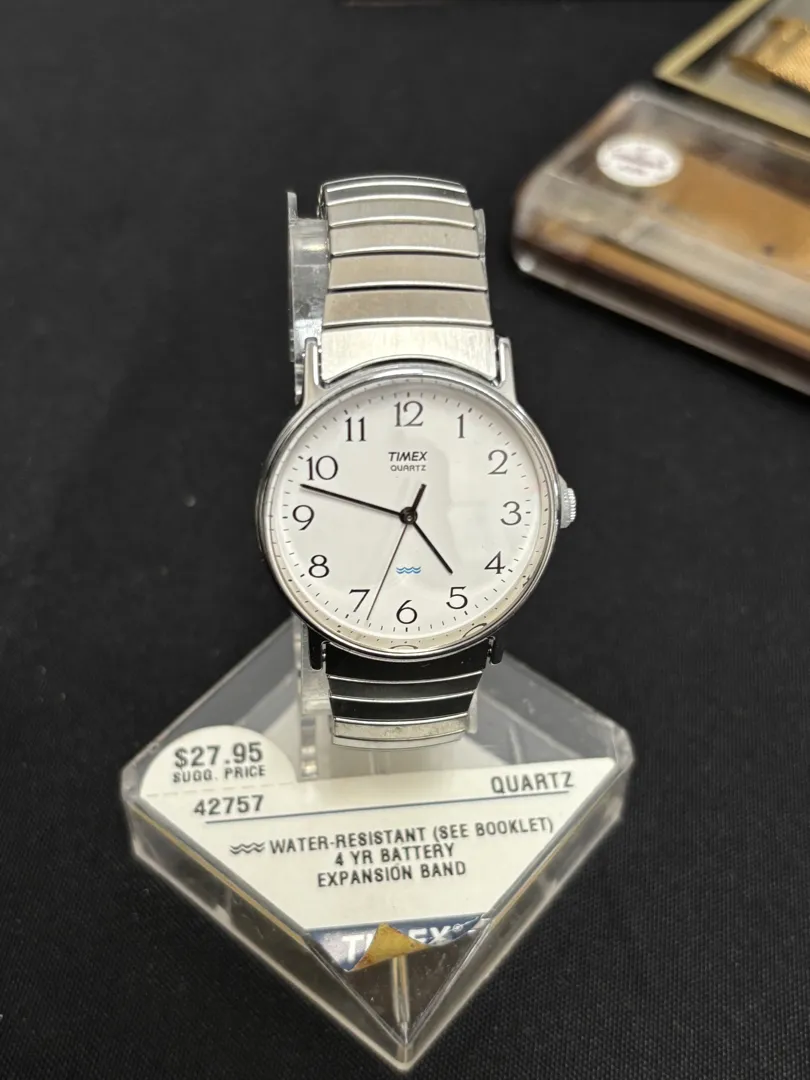 12
11
1
10
2
9
3
8
4
7
5
6
TIMEX
QUARTZ
$27.95
SUGG. PRICE
QUARTZ
42757
WATER-RESISTANT (SEE BOOKLET)
4 YR BATTERY
EXPANSION BAND